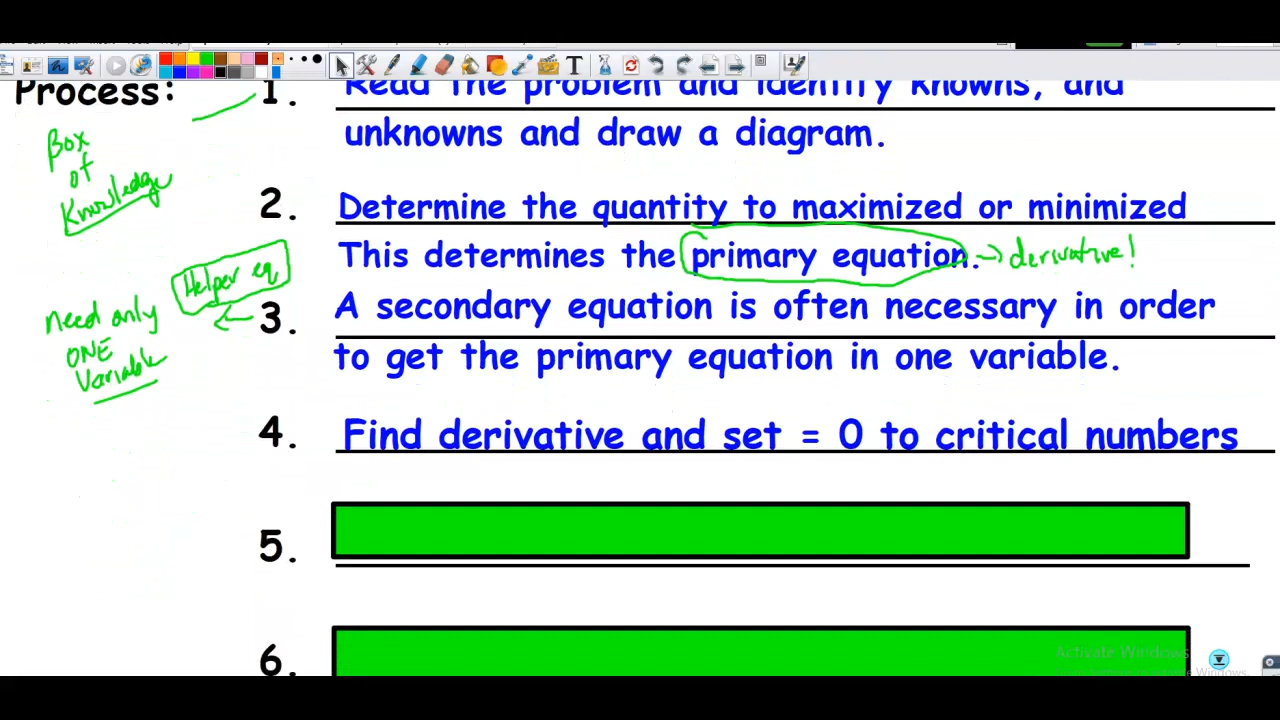 Process:
1. Read the problem and identify knowns, and
unknowns and draw a diagram.
Box
of
Knowledge
2. Determine the quantity to maximized or minimized
This determines the primary equation. → derivative!
Helper eq
3. A secondary equation is often necessary in order
to get the primary equation in one variable.
need only
ONE
Variable
4. Find derivative and set = 0 to critical numbers
5.
6.
Activate Windows